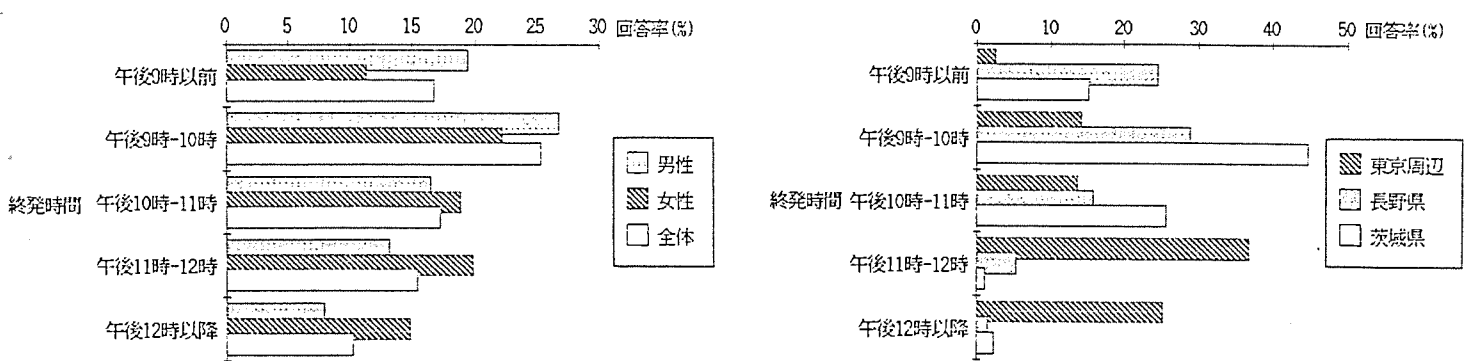 0 5 10 15 20 25 30 回答率(%)
午後9時以前
午後9時-10時
終発時間 午後10時-11時
午後11時-12時
午後12時以降
男性
女性
全体
0 10 20 30 40 50 回答率(%)
午後9時以前
午後9時-10時
終発時間 午後10時-11時
午後11時-12時
午後12時以降
東京周辺
長野県
茨城県